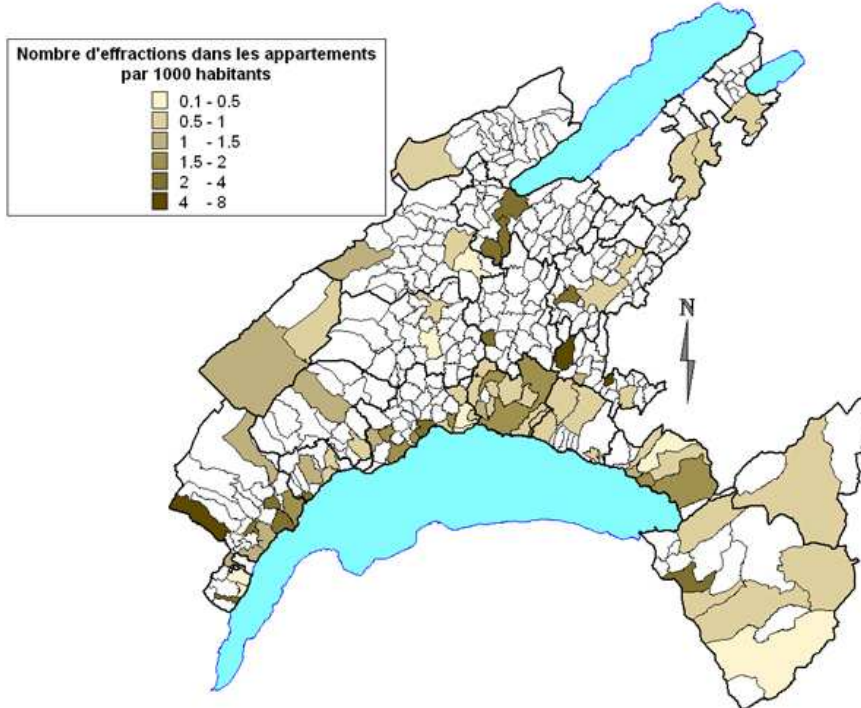 Nombre d'effractions dans les appartements
par 1000 habitants
0.1 - 0.5
0.5 - 1
1 - 1.5
1.5 - 2
2 - 4
4 - 8
N